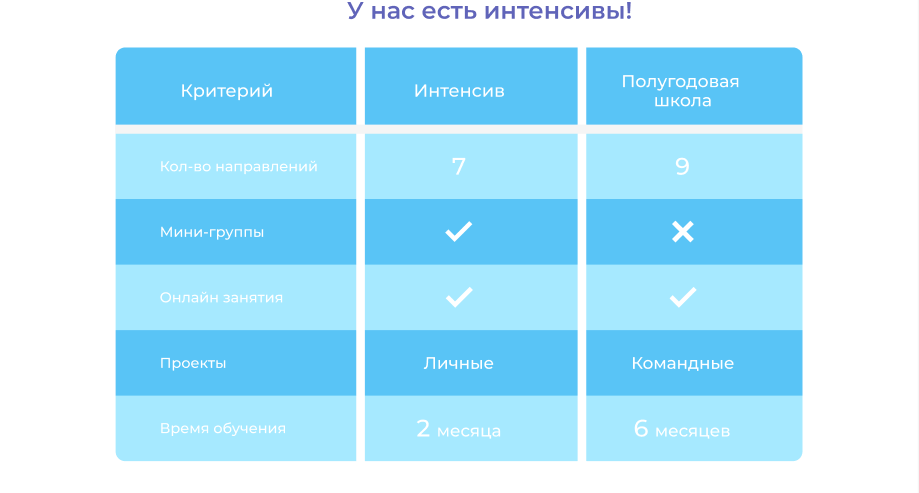 У нас есть интенсивы!
Критерий Интенсив Полугодовая школа
Кол-во направлений 7 9
Мини-группы
Онлайн занятия
Проекты Личные Командные
Время обучения 2 месяца 6 месяцев